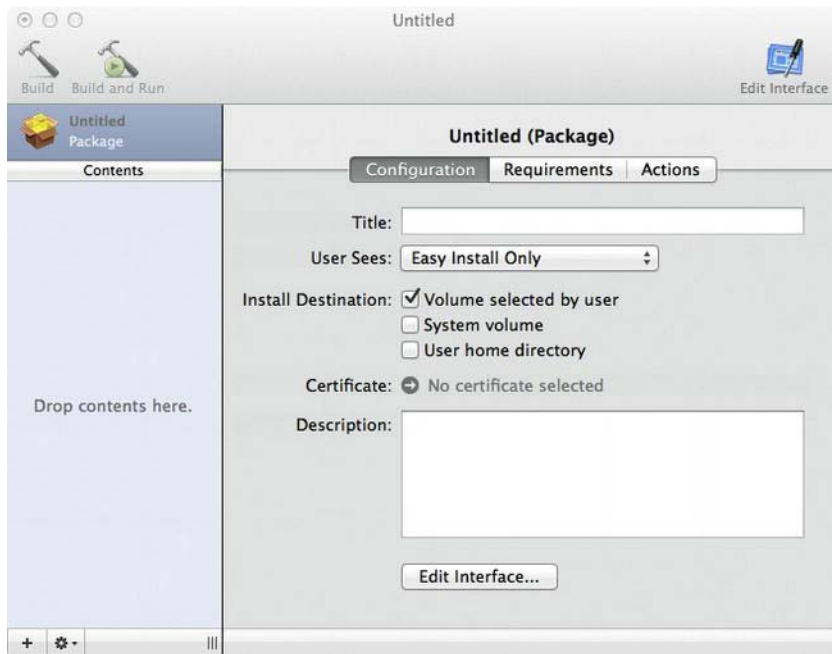 Untitled
Build Build and Run
Edit Interface
Untitled
Package
Contents
Drop contents here.
Untitled (Package)
Configuration Requirements Actions
Title:
User Sees: Easy Install Only
Install Destination: Volume selected by user
System volume
User home directory
Certificate: No certificate selected
Description:
Edit Interface...